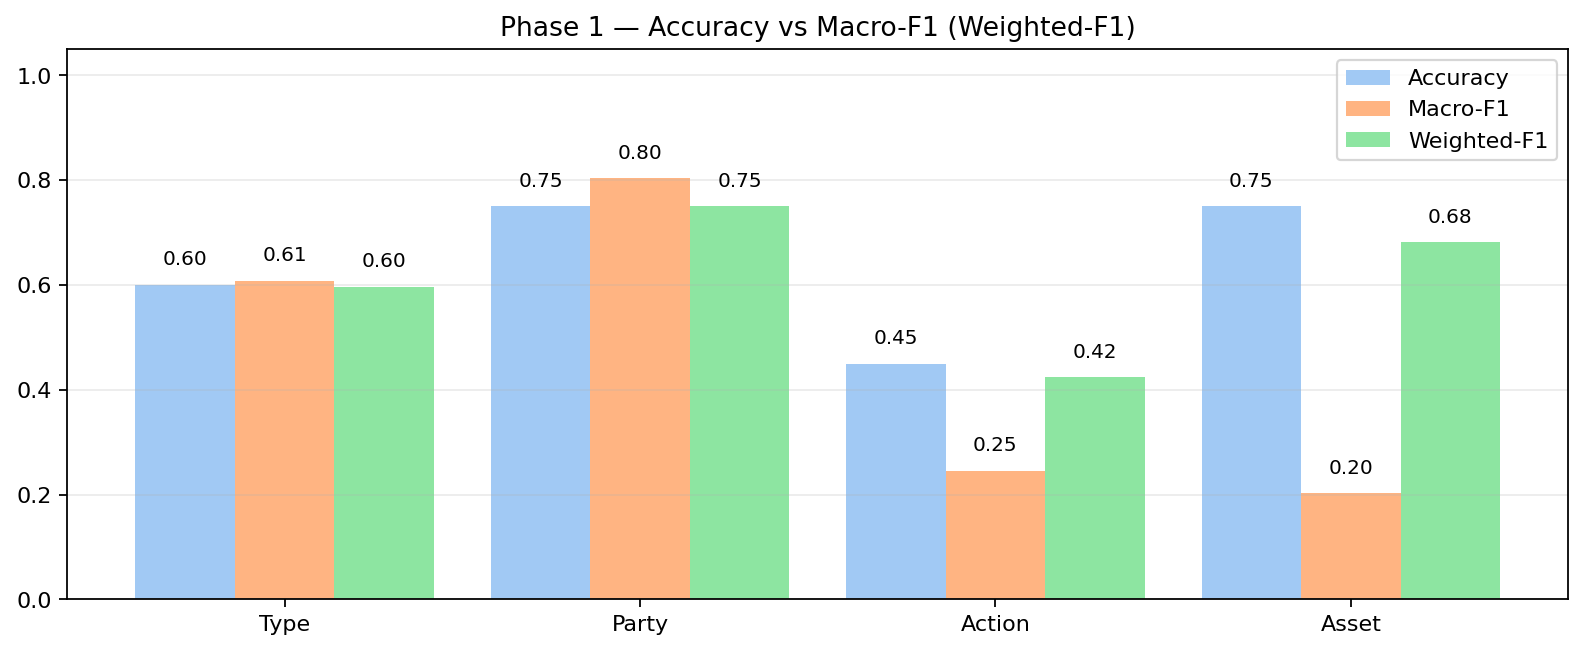 Phase 1 — Accuracy vs Macro-F1 (Weighted-F1)
Accuracy
Macro-F1
Weighted-F1
1.0
0.8
0.6
0.4
0.2
0.0
0.60
0.61
0.60
0.75
0.80
0.75
0.45
0.25
0.42
0.75
0.20
0.68
Type
Party
Action
Asset